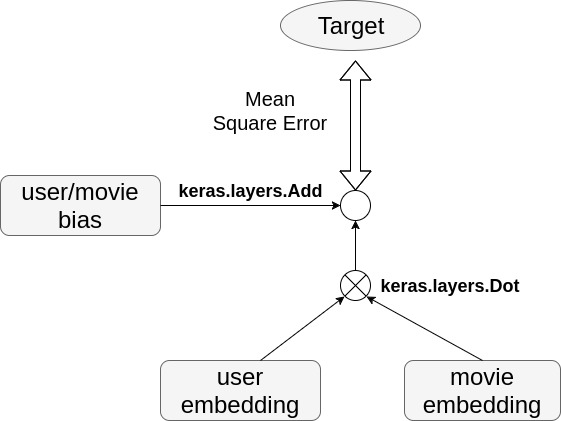 Target
Mean
Square Error
keras.layers.Add
user/movie
bias
keras.layers.Dot
user
embedding
movie
embedding